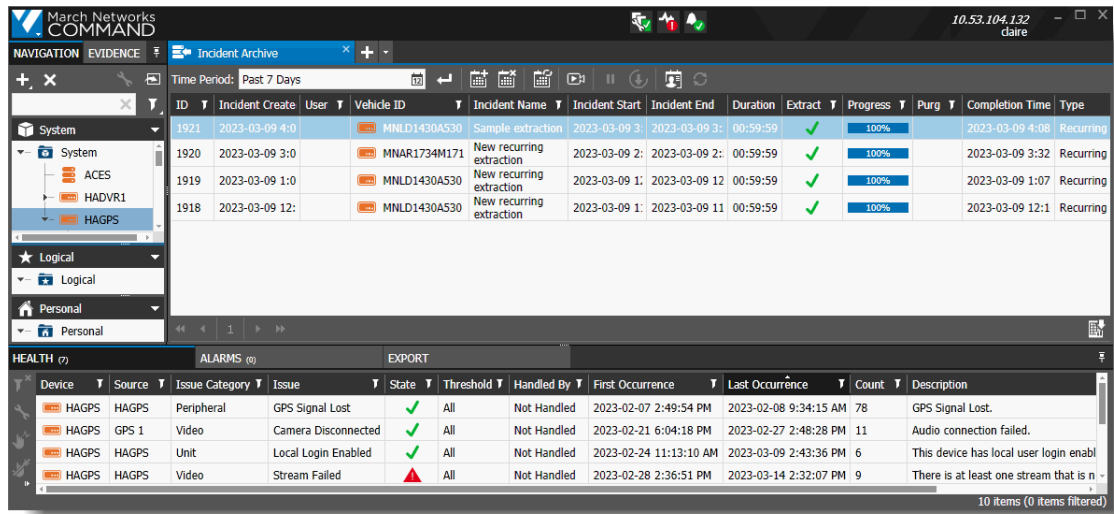 March Networks
COMMAND
10.53.104.132
claire
NAVIGATION EVIDENCE
Incident Archive
Time Period: Past 7 Days
ID Incident Create User Vehicle ID Incident Name Incident Start Incident End Duration Extract Progress Purg Completion Time Type
1921 2023-03-09 4:0 MNLD1430A530 Sample extraction 2023-03-09 3: 2023-03-09 3: 00:59:59 100% 2023-03-09 4:08 Recurring
1920 2023-03-09 3:0 MNAR1734M171 New recurring extraction 2023-03-09 2: 2023-03-09 2: 00:59:59 100% 2023-03-09 3:32 Recurring
1919 2023-03-09 1:0 MNLD1430A530 New recurring extraction 2023-03-09 1: 2023-03-09 12 00:59:59 100% 2023-03-09 1:07 Recurring
1918 2023-03-09 12: MNLD1430A530 New recurring extraction 2023-03-09 1: 2023-03-09 11 00:59:59 100% 2023-03-09 12:1 Recurring
System
System
ACES
HADVR1
HAGPS
Logical
Logical
Personal
Personal
1
HEALTH (7) ALARMS (0) EXPORT
Device Source Issue Category Issue State Threshold Handled By First Occurrence Last Occurrence Count Description
HAGPS HAGPS Peripheral GPS Signal Lost All Not Handled 2023-02-07 2:49:54 PM 2023-02-08 9:34:15 AM 78 GPS Signal Lost.
HAGPS GPS 1 Video Camera Disconnected All Not Handled 2023-02-21 6:04:18 PM 2023-02-27 2:48:28 PM 11 Audio connection failed.
HAGPS HAGPS Unit Local Login Enabled All Not Handled 2023-02-24 11:13:10 AM 2023-03-09 2:43:36 PM 6 This device has local user login enabl
HAGPS HAGPS Video Stream Failed All Not Handled 2023-02-28 2:36:51 PM 2023-03-14 2:32:07 PM 9 There is at least one stream that is n
10 items (0 items filtered)